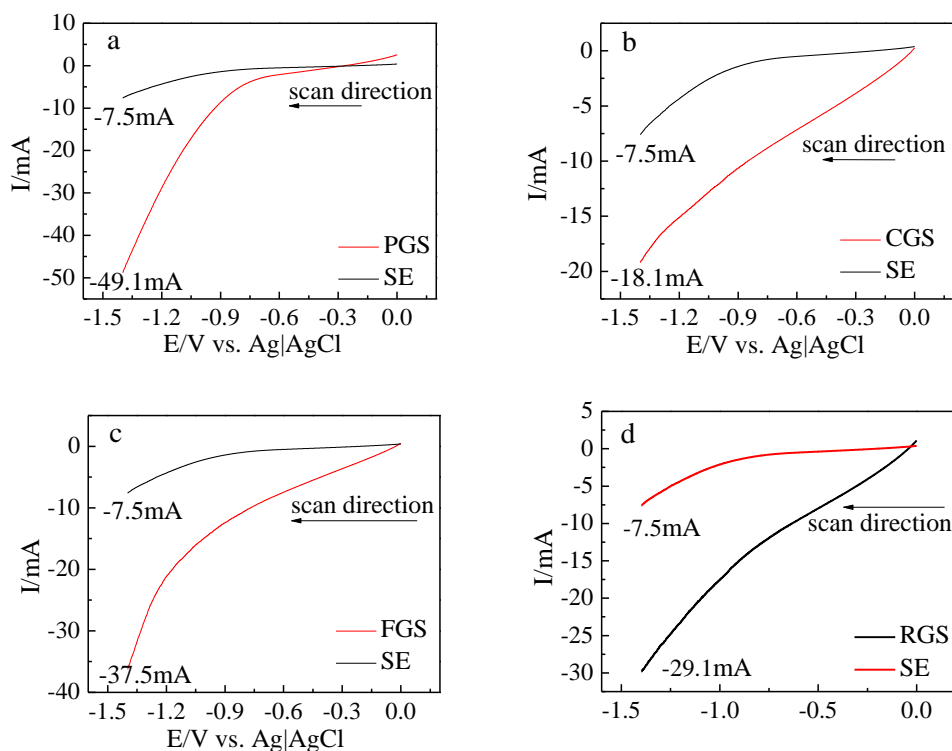 a
10
0
-10
-20
-30
-40
-50
I/mA
scan direction
-7.5mA
-49.1mA
PGS
SE
-1.5 -1.2 -0.9 -0.6 -0.3 0.0
E/V vs. Ag|AgCl
b
0
-5
-10
-15
-20
I/mA
-7.5mA
scan direction
-18.1mA
CGS
SE
-1.5 -1.2 -0.9 -0.6 -0.3 0.0
E/V vs. Ag|AgCl
c
0
-10
-20
-30
-40
I/mA
-7.5mA
scan direction
-37.5mA
FGS
SE
-1.5 -1.2 -0.9 -0.6 -0.3 0.0
E/V vs. Ag|AgCl
d
5
0
-5
-10
-15
-20
-25
-30
I/mA
-7.5mA
scan direction
-29.1mA
RGS
SE
-1.5 -1.0 -0.5 0.0